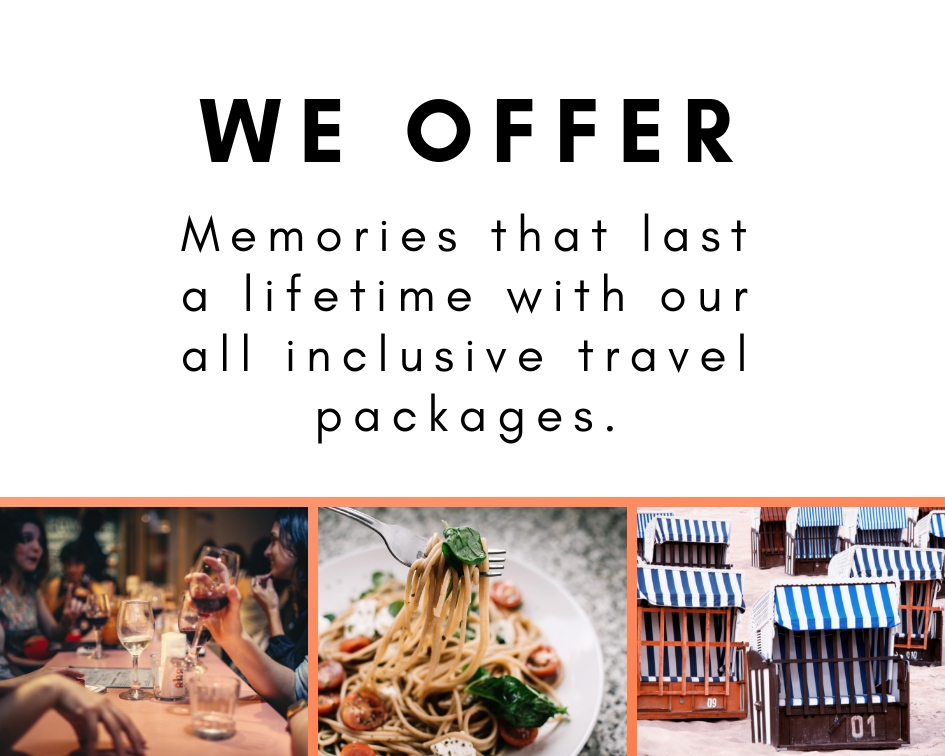 WE OFFER
Memories that last
a lifetime with our
all inclusive travel
packages.
09
01